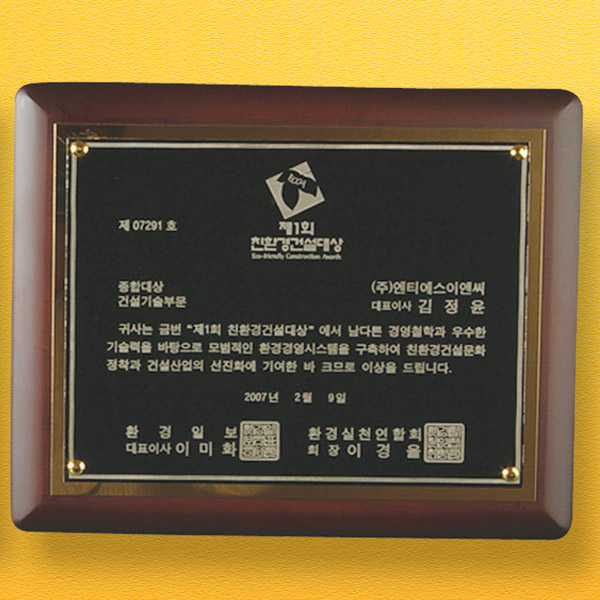 ECCA
제 07291 호
제1회
친환경건설대상
Eco-friendly Construction Awards
종합대상
건설기술부문
(주)엔티에스이앤씨
대표이사 김정윤
귀사는 금번 "제1회 친환경건설대상" 에서 남다른 경영철학과 우수한
기술력을 바탕으로 모범적인 환경경영시스템을 구축하여 친환경건설문화
정착과 건설산업의 선진화에 기여한 바 크므로 이상을 드립니다.
2007년 2월 9일
환경일보
대표이사 이미화
환경실천연합회
회장 이경율